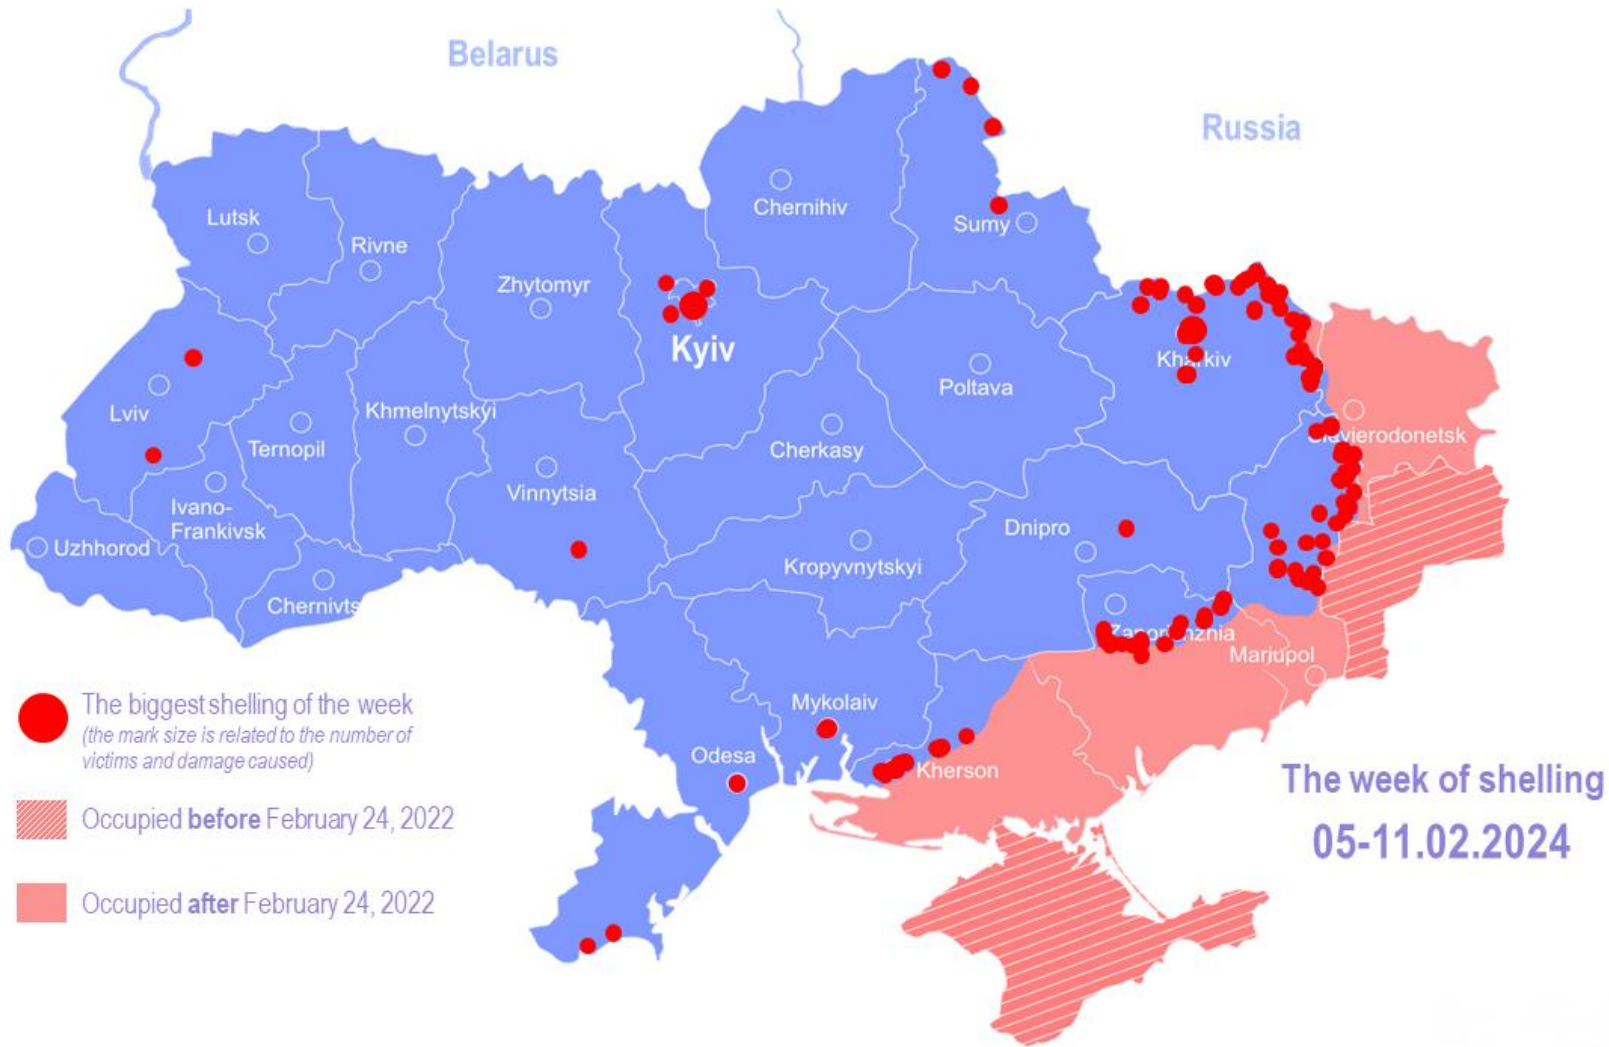 Belarus
Russia
Chernihiv
Lutsk
Sumy
Rivne
Zhytomyr
Kyiv
Kharkiv
Poltava
Lviv
Khmelnytskyi
Ternopil
Cherkasy
Sievierodonetsk
Vinnytsia
Ivano-
Frankivsk
Dnipro
Uzhhorod
Kropyvnytskyi
Chernivts
Zaporizhzhia
Mariupol
Mykolaiv
Odesa
Kherson
The biggest shelling of the week
(the mark size is related to the number of
victims and damage caused)
Occupied before February 24, 2022
Occupied after February 24, 2022
The week of shelling
05-11.02.2024